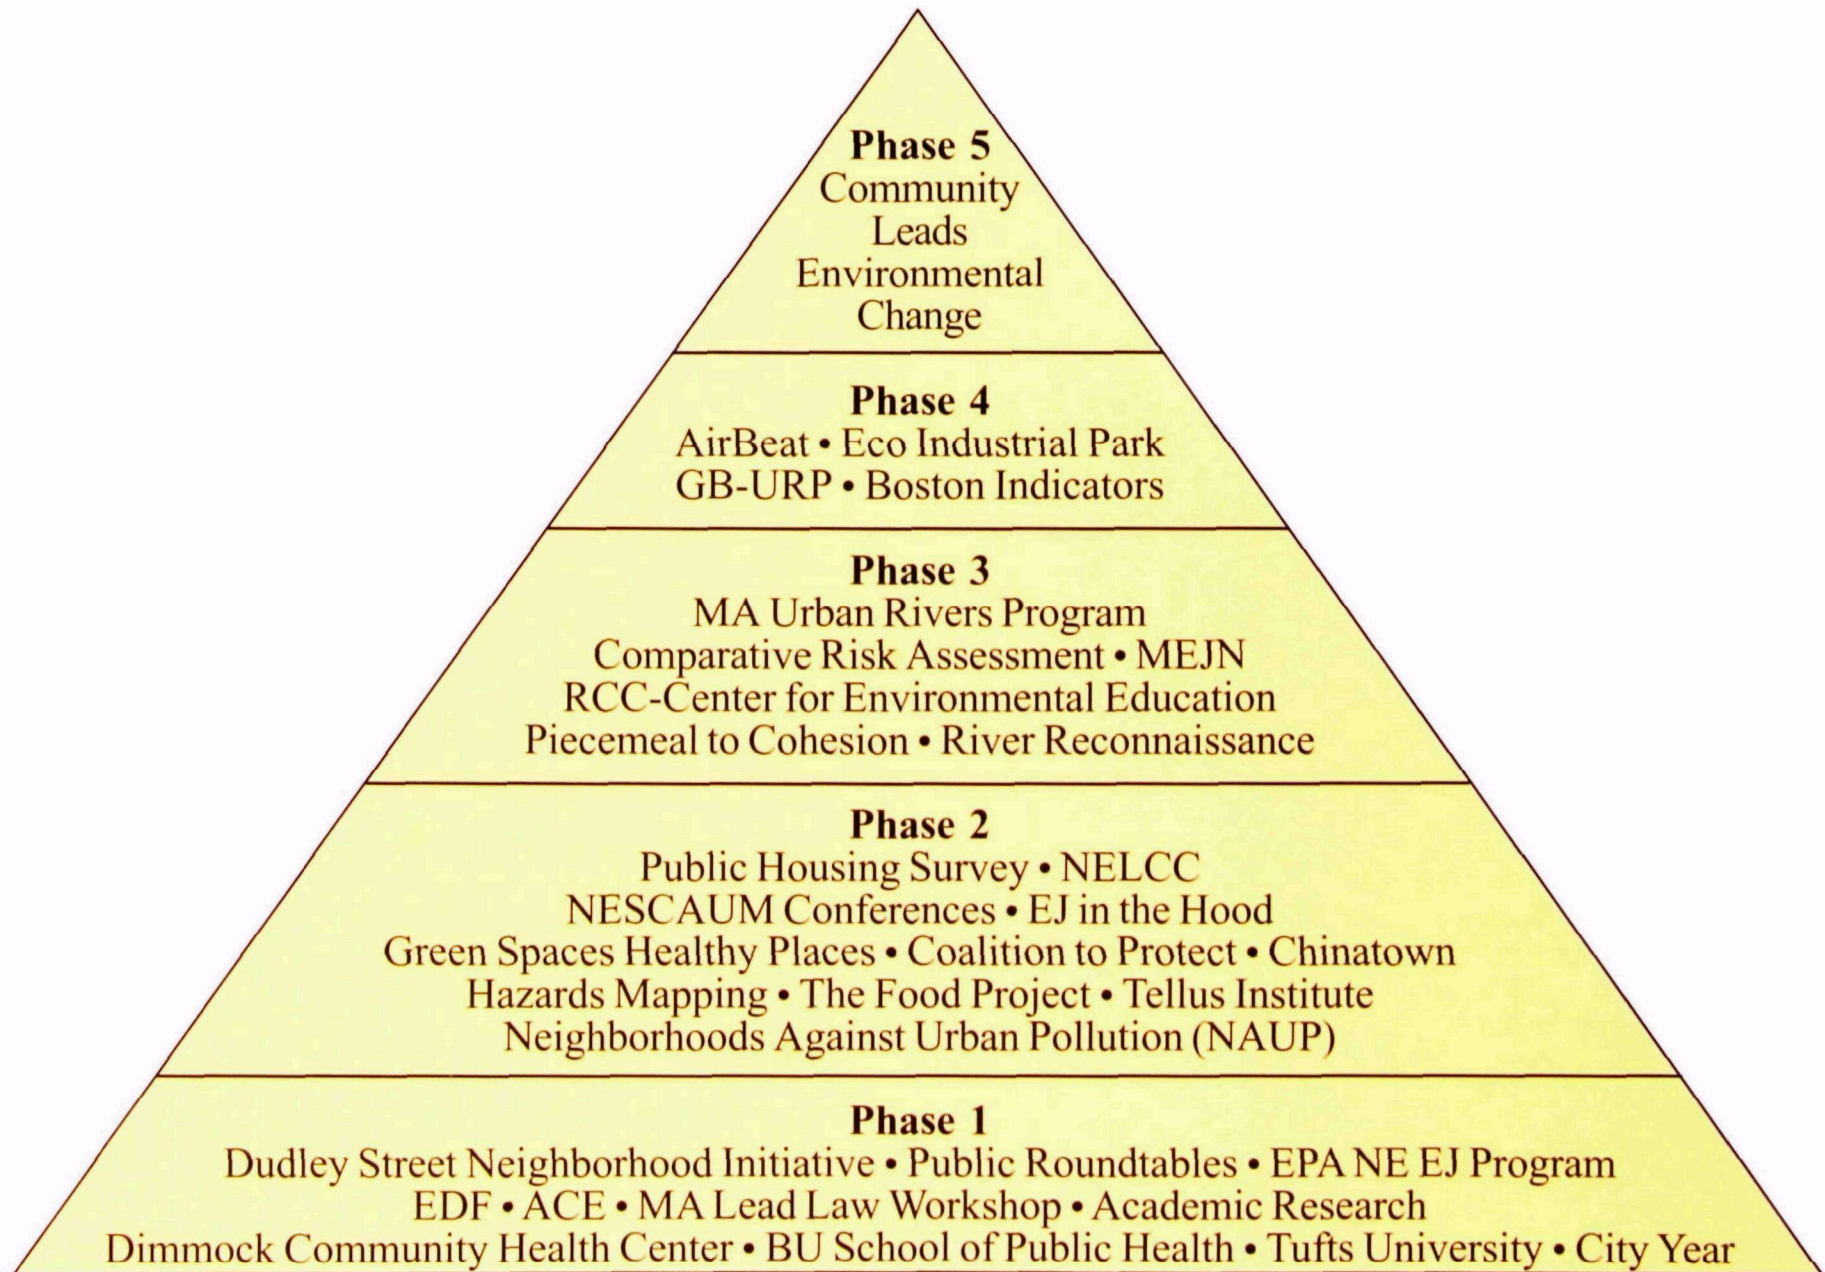 Phase 5
Community
Leads
Environmental
Change
Phase 4
AirBeat • Eco Industrial Park
GB-URP • Boston Indicators
Phase 3
MA Urban Rivers Program
Comparative Risk Assessment • MEJN
RCC-Center for Environmental Education
Piecemeal to Cohesion • River Reconnaissance
Phase 2
Public Housing Survey • NELCC
NESCAUM Conferences • EJ in the Hood
Green Spaces Healthy Places • Coalition to Protect • Chinatown
Hazards Mapping • The Food Project • Tellus Institute
Neighborhoods Against Urban Pollution (NAUP)
Phase 1
Dudley Street Neighborhood Initiative • Public Roundtables • EPA NE EJ Program
EDF • ACE • MA Lead Law Workshop • Academic Research
Dimmock Community Health Center • BU School of Public Health • Tufts University • City Year